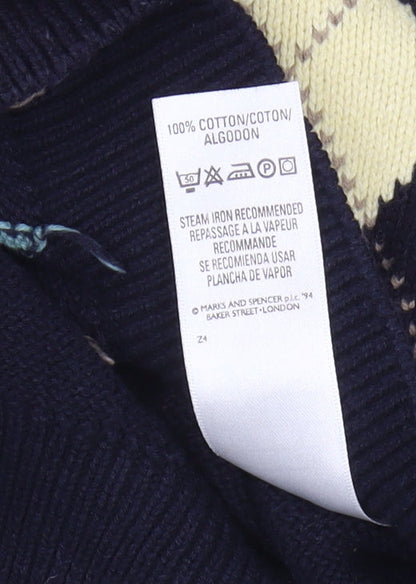 100% COTTON/COTON/
ALGODON
50 P
STEAM IRON RECOMMENDED
REPASSAGE A LA VAPEUR
RECOMMANDE
SE RECOMIENDA USAR
PLANCHA DE VAPOR
© MARKS AND SPENCER p.l.c. '94
BAKER STREET · LONDON
Z4